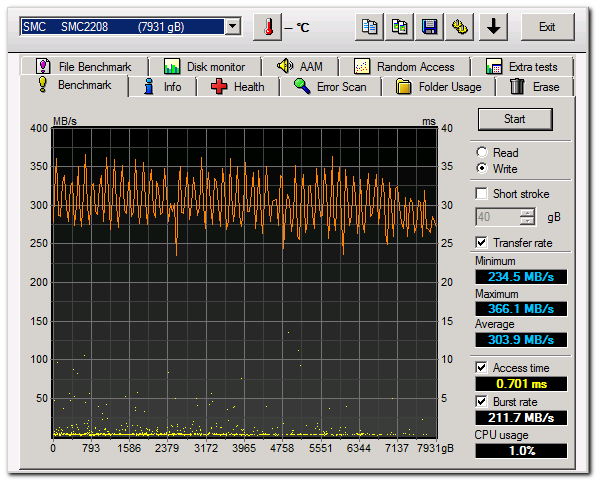 SMC SMC2208 (7931 gB)
– °C
Exit
File Benchmark Disk monitor AAM Random Access Extra tests
Benchmark Info Health Error Scan Folder Usage Erase
MB/s ms
400 40
350 35
300 30
250 25
200 20
150 15
100 10
50 5
0 793 1586 2379 3172 3965 4758 5551 6344 7137 7931gB
Start
Read
Write
Short stroke
40 gB
Transfer rate
Minimum
234.5 MB/s
Maximum
366.1 MB/s
Average
303.9 MB/s
Access time
0.701 ms
Burst rate
211.7 MB/s
CPU usage
1.0%